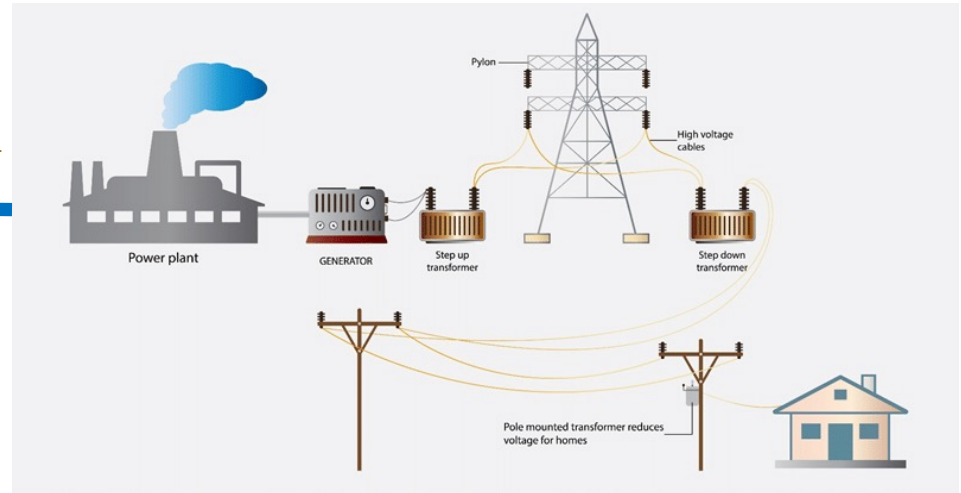 Pylon
High voltage
cables
Power plant
GENERATOR
Step up
transformer
Step down
transformer
Pole mounted transformer reduces
voltage for homes